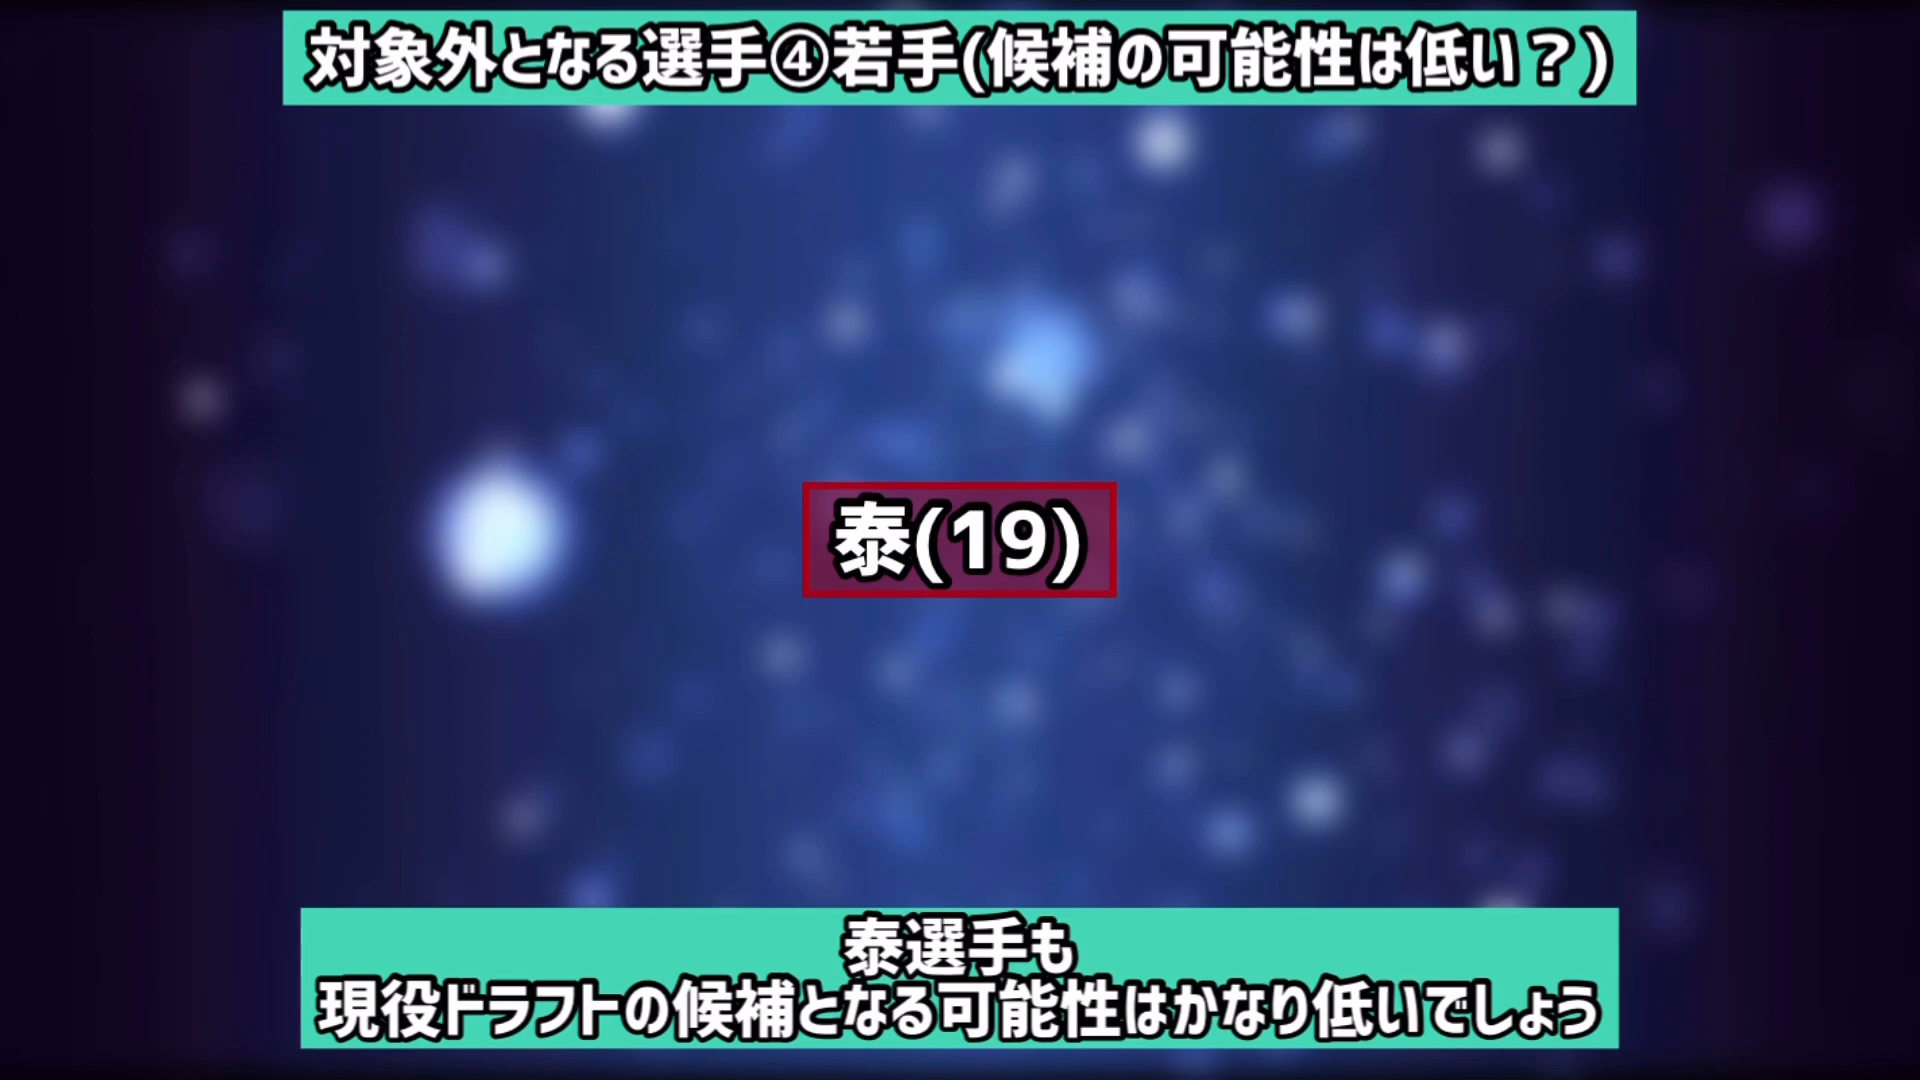 対象外となる選手④若手(候補の可能性は低い？)
泰(19)
泰選手も
現役ドラフトの候補となる可能性はかなり低いでしょう